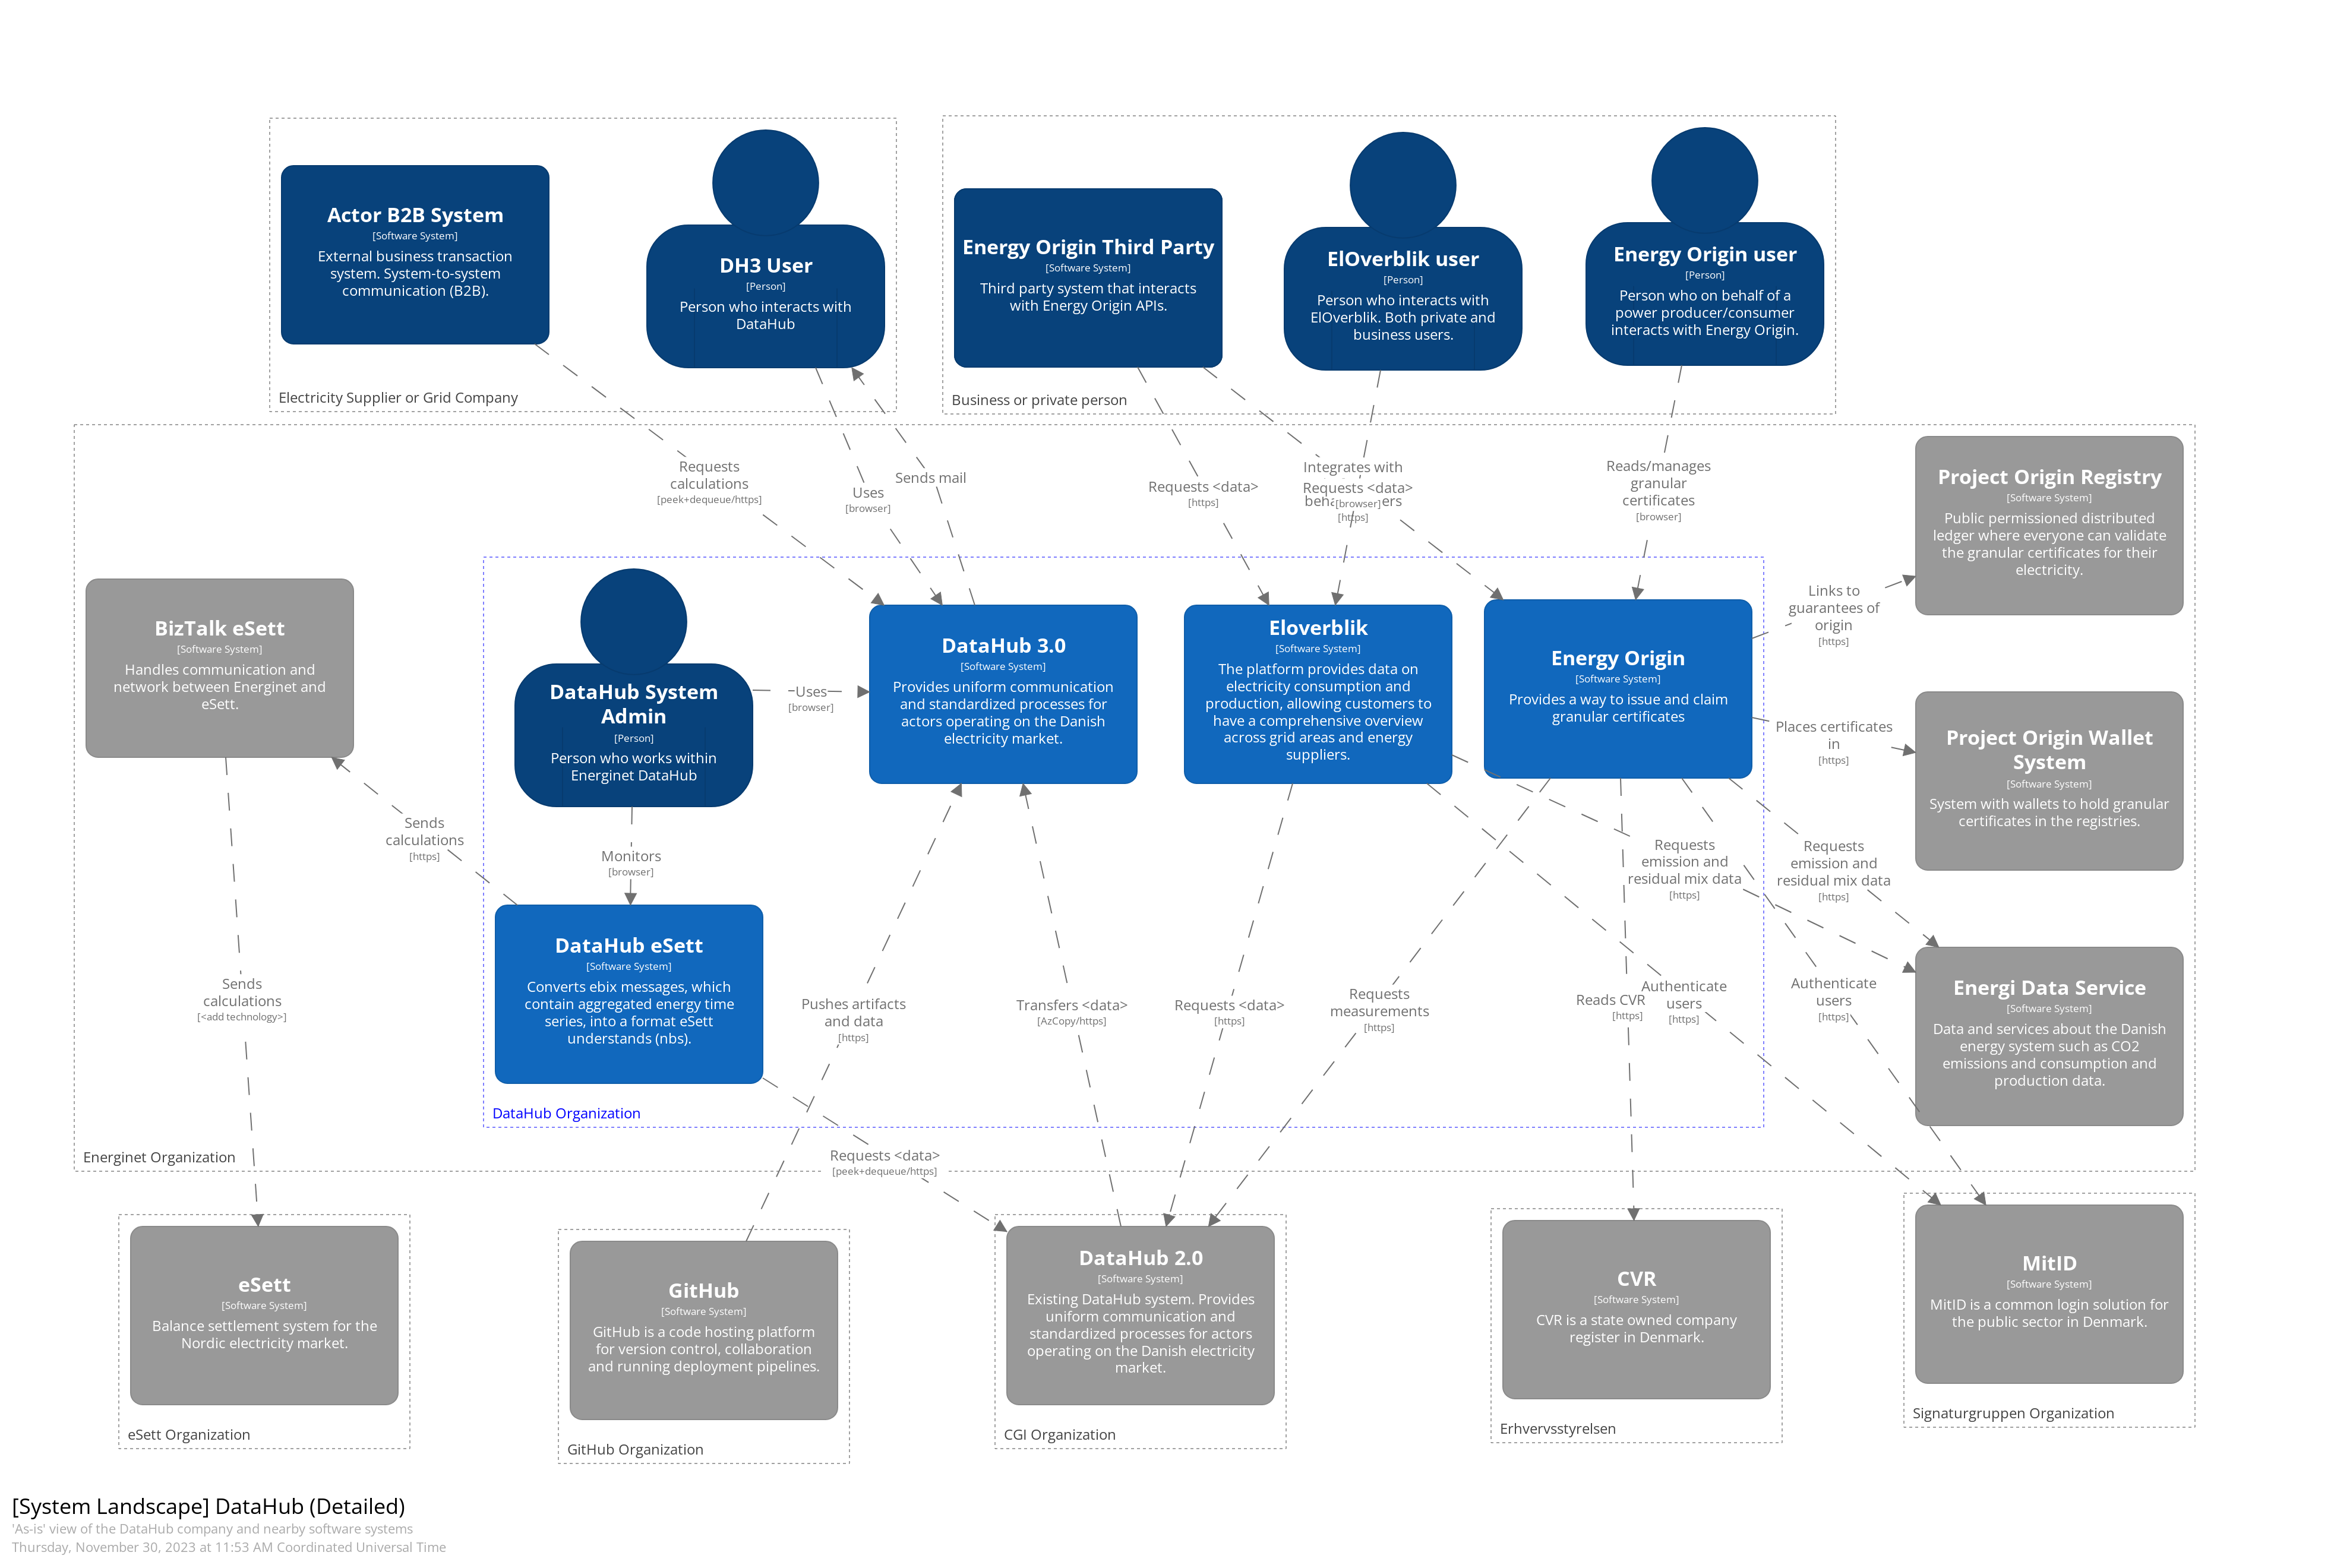 Actor B2B System
[Software System]
External business transaction
system. System-to-system
communication (B2B).
DH3 User
[Person]
Person who interacts with
DataHub
Electricity Supplier or Grid Company
Energy Origin Third Party
[Software System]
Third party system that interacts
with Energy Origin APIs.
ElOverblik user
[Person]
Person who interacts with
ElOverblik. Both private and
business users.
Energy Origin user
[Person]
Person who on behalf of a
power producer/consumer
interacts with Energy Origin.
Business or private person
Requests
calculations
[peek+dequeue/https]
Uses
[browser]
Sends mail
Requests <data>
[https]
Integrates with
Requests <data>
[browser]
[https]
Reads/manages
granular
certificates
[browser]
Project Origin Registry
[Software System]
Public permissioned distributed
ledger where everyone can validate
the granular certificates for their
electricity.
BizTalk eSett
[Software System]
Handles communication and
network between Energinet and
eSett.
DataHub System
Admin
[Person]
Person who works within
Energinet DataHub
Uses
[browser]
DataHub 3.0
[Software System]
Provides uniform communication
and standardized processes for
actors operating on the Danish
electricity market.
Eloverblik
[Software System]
The platform provides data on
electricity consumption and
production, allowing customers to
have a comprehensive overview
across grid areas and energy
suppliers.
Energy Origin
[Software System]
Provides a way to issue and claim
granular certificates
Links to
guarantees of
origin
[https]
Places certificates
in
[https]
Project Origin Wallet
System
[Software System]
System with wallets to hold granular
certificates in the registries.
Sends
calculations
[https]
Monitors
[browser]
Requests
emission and
residual mix data
[https]
Requests
emission and
residual mix data
[https]
DataHub eSett
[Software System]
Converts ebix messages, which
contain aggregated energy time
series, into a format eSett
understands (nbs).
Sends
calculations
[<add technology>]
Pushes artifacts
and data
[https]
Transfers <data>
[AzCopy/https]
Requests <data>
[https]
Requests
measurements
[https]
Reads CVR
[https]
Authenticate
users
[https]
Authenticate
users
[https]
Energi Data Service
[Software System]
Data and services about the Danish
energy system such as CO2
emissions and consumption and
production data.
DataHub Organization
Energinet Organization
Requests <data>
[peek+dequeue/https]
eSett
[Software System]
Balance settlement system for the
Nordic electricity market.
eSett Organization
GitHub
[Software System]
GitHub is a code hosting platform
for version control, collaboration
and running deployment pipelines.
GitHub Organization
DataHub 2.0
[Software System]
Existing DataHub system. Provides
uniform communication and
standardized processes for actors
operating on the Danish electricity
market.
CGI Organization
CVR
[Software System]
CVR is a state owned company
register in Denmark.
Erhvervsstyrelsen
MitID
[Software System]
MitID is a common login solution for
the public sector in Denmark.
Signaturgruppen Organization
[System Landscape] DataHub (Detailed)
'As-is' view of the DataHub company and nearby software systems
Thursday, November 30, 2023 at 11:53 AM Coordinated Universal Time